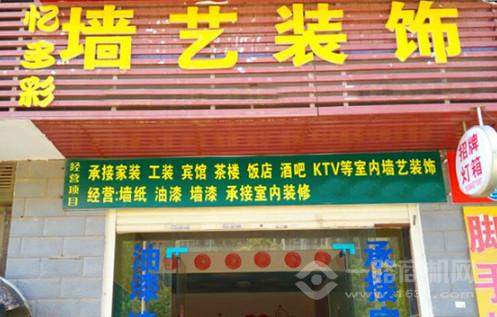 忆多彩
墙艺装饰
经营项目
承接家装 工装 宾馆 茶楼 饭店 酒吧 KTV等室内墙艺装饰
经营:墙纸 油漆 墙漆 承接室内装修
招牌
灯箱
脚手
油漆
承接
一路商机网